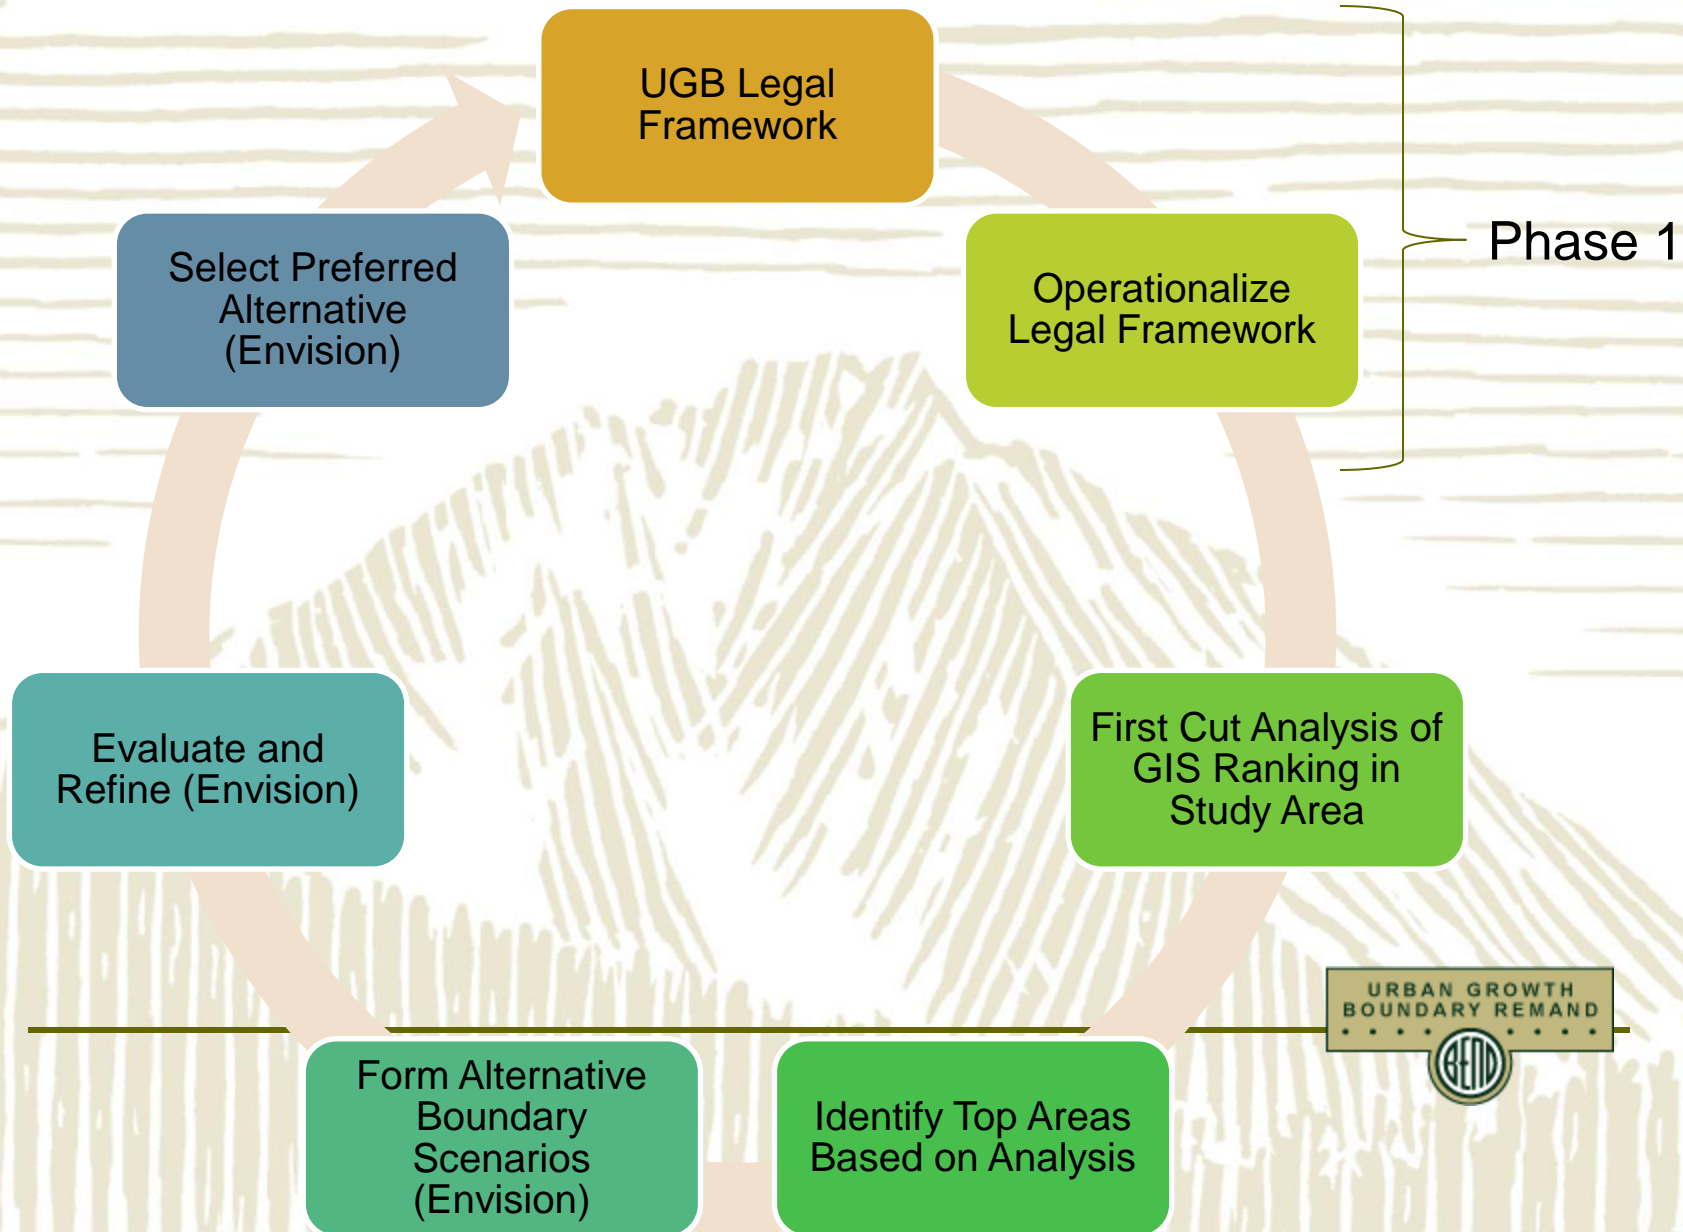 UGB Legal
Framework
Phase 1
Operationalize
Legal Framework
First Cut Analysis of
GIS Ranking in
Study Area
Identify Top Areas
Based on Analysis
Form Alternative
Boundary
Scenarios
(Envision)
Evaluate and
Refine (Envision)
Select Preferred
Alternative
(Envision)
URBAN GROWTH
BOUNDARY REMAND
BEND